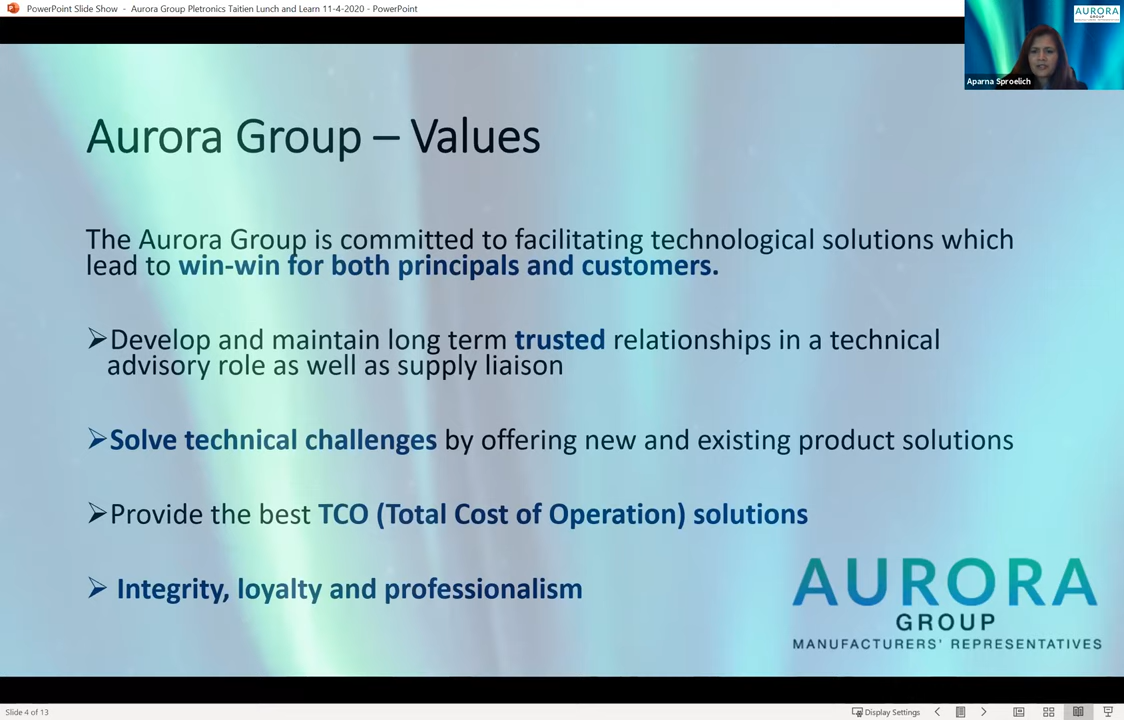 PowerPoint Slide Show - Aurora Group Pletronics Taitien Lunch and Learn 11-4-2020 - PowerPoint
AURORA
GROUP
MANUFACTURERS' REPRESENTATIVES
Aparna Sproelich
Aurora Group – Values
The Aurora Group is committed to facilitating technological solutions which
lead to win-win for both principals and customers.
➢Develop and maintain long term trusted relationships in a technical
advisory role as well as supply liaison
➢Solve technical challenges by offering new and existing product solutions
➢Provide the best TCO (Total Cost of Operation) solutions
➢ Integrity, loyalty and professionalism
AURORA
GROUP
MANUFACTURERS' REPRESENTATIVES
Slide 4 of 13
Display Settings